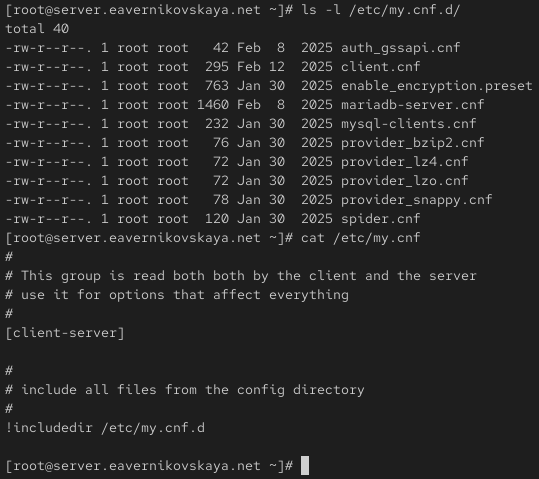 [root@server.eavernikovskaya.net ~]# ls -l /etc/my.cnf.d/
total 40
-rw-r--r--. 1 root root   42 Feb  8  2025 auth_gssapi.cnf
-rw-r--r--. 1 root root  295 Feb 12  2025 client.cnf
-rw-r--r--. 1 root root  763 Jan 30  2025 enable_encryption.preset
-rw-r--r--. 1 root root 1460 Feb  8  2025 mariadb-server.cnf
-rw-r--r--. 1 root root  232 Jan 30  2025 mysql-clients.cnf
-rw-r--r--. 1 root root   76 Jan 30  2025 provider_bzip2.cnf
-rw-r--r--. 1 root root   72 Jan 30  2025 provider_lz4.cnf
-rw-r--r--. 1 root root   72 Jan 30  2025 provider_lzo.cnf
-rw-r--r--. 1 root root   78 Jan 30  2025 provider_snappy.cnf
-rw-r--r--. 1 root root  120 Jan 30  2025 spider.cnf
[root@server.eavernikovskaya.net ~]# cat /etc/my.cnf
#
# This group is read both both by the client and the server
# use it for options that affect everything
#
[client-server]
#
# include all files from the config directory
#
!includedir /etc/my.cnf.d
[root@server.eavernikovskaya.net ~]#